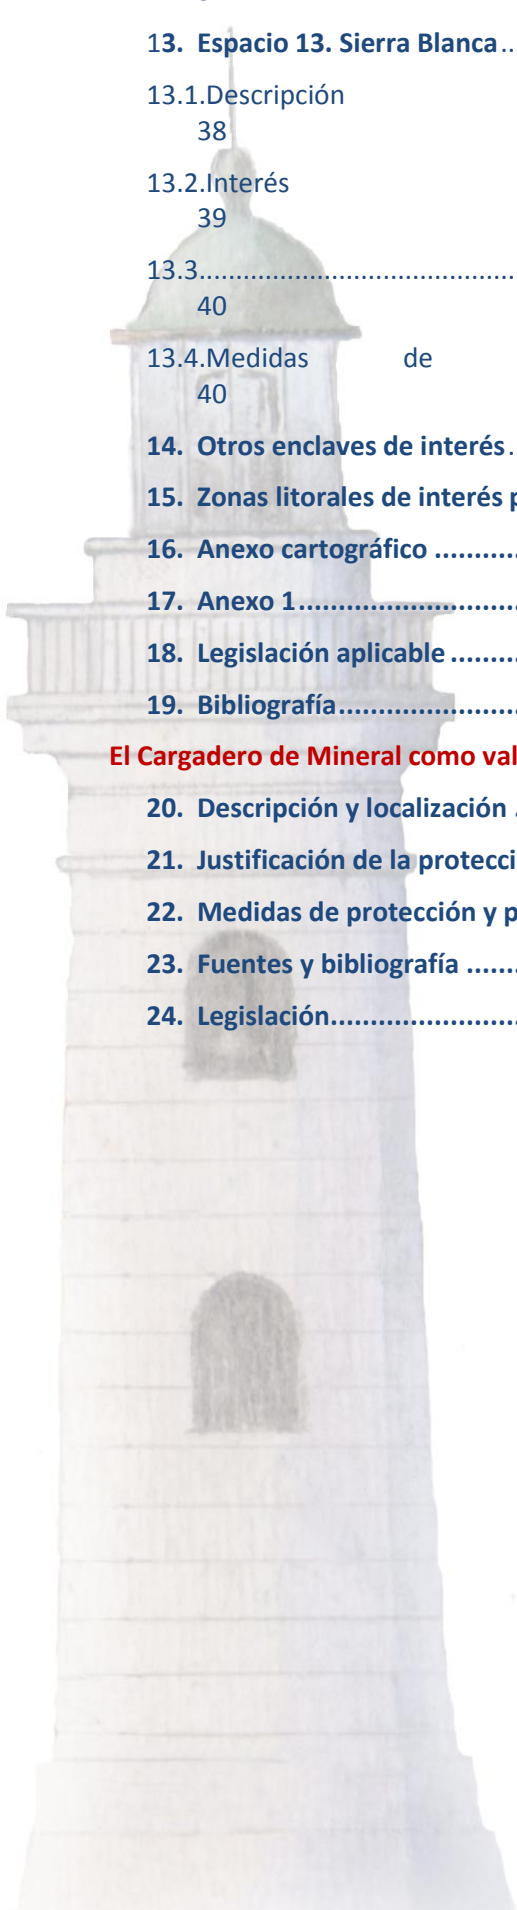 13. Espacio 13. Sierra Blanca..
13.1.Descripción
38
13.2.Interés
39
13.3....................................
40
13.4.Medidas de
40
14. Otros enclaves de interés.
15. Zonas litorales de interés p
16. Anexo cartográfico ...........
17. Anexo 1............................
18. Legislación aplicable .........
19. Bibliografía.......................
El Cargadero de Mineral como val
20. Descripción y localización .
21. Justificación de la protecci
22. Medidas de protección y p
23. Fuentes y bibliografía .......
24. Legislación........................